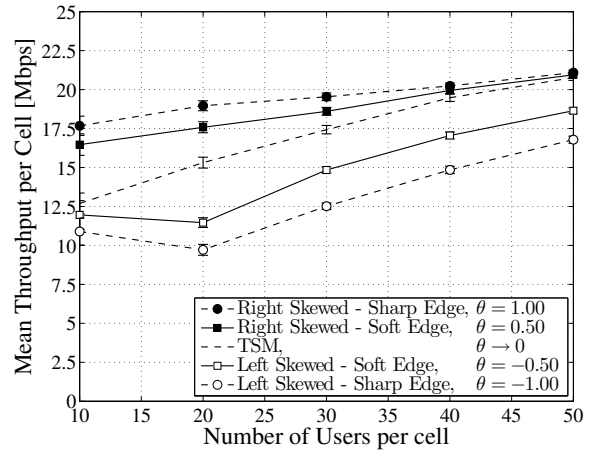 Mean Throughput per Cell [Mbps]
25
22.5
20
17.5
15
12.5
10
7.5
5
2.5
0
Right Skewed - Sharp Edge, θ = 1.00
Right Skewed - Soft Edge, θ = 0.50
TSM, θ → 0
Left Skewed - Soft Edge, θ = −0.50
Left Skewed - Sharp Edge, θ = −1.00
10 15 20 25 30 35 40 45 50
Number of Users per cell